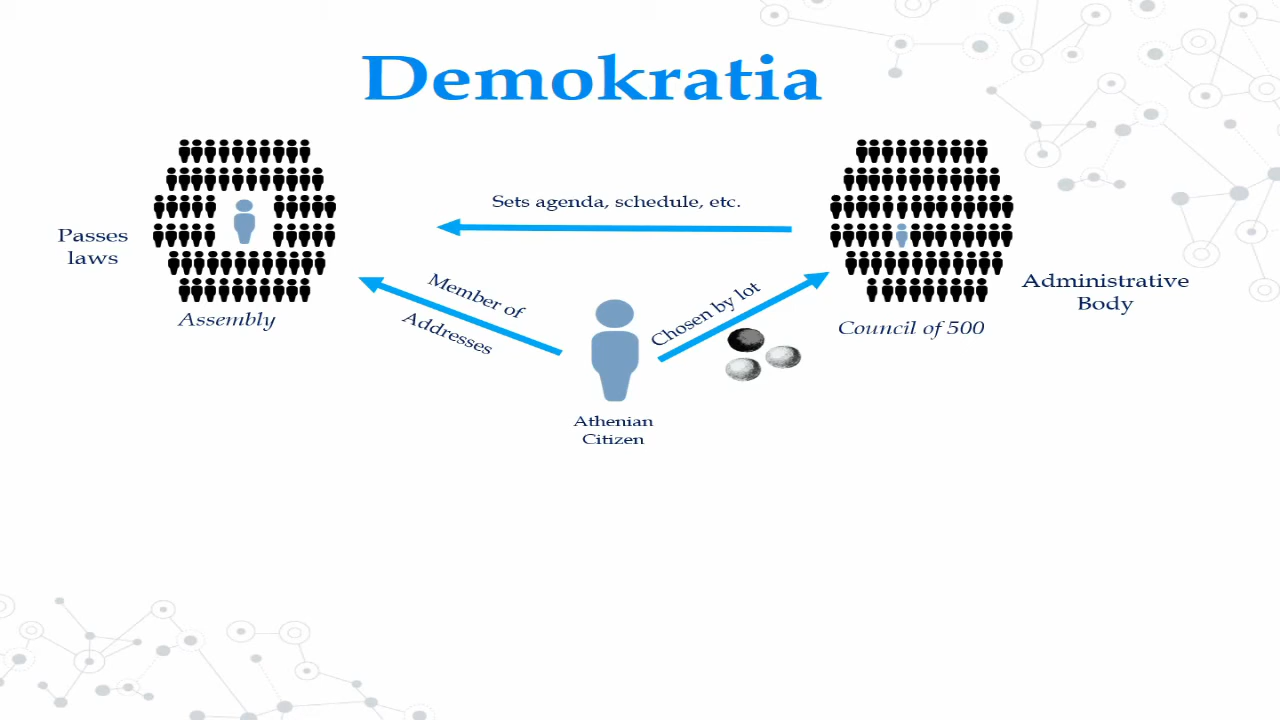 Demokratia
Sets agenda, schedule, etc.
Passes
laws
Assembly
Member of
Addresses
Chosen by lot
Athenian
Citizen
Council of 500
Administrative
Body